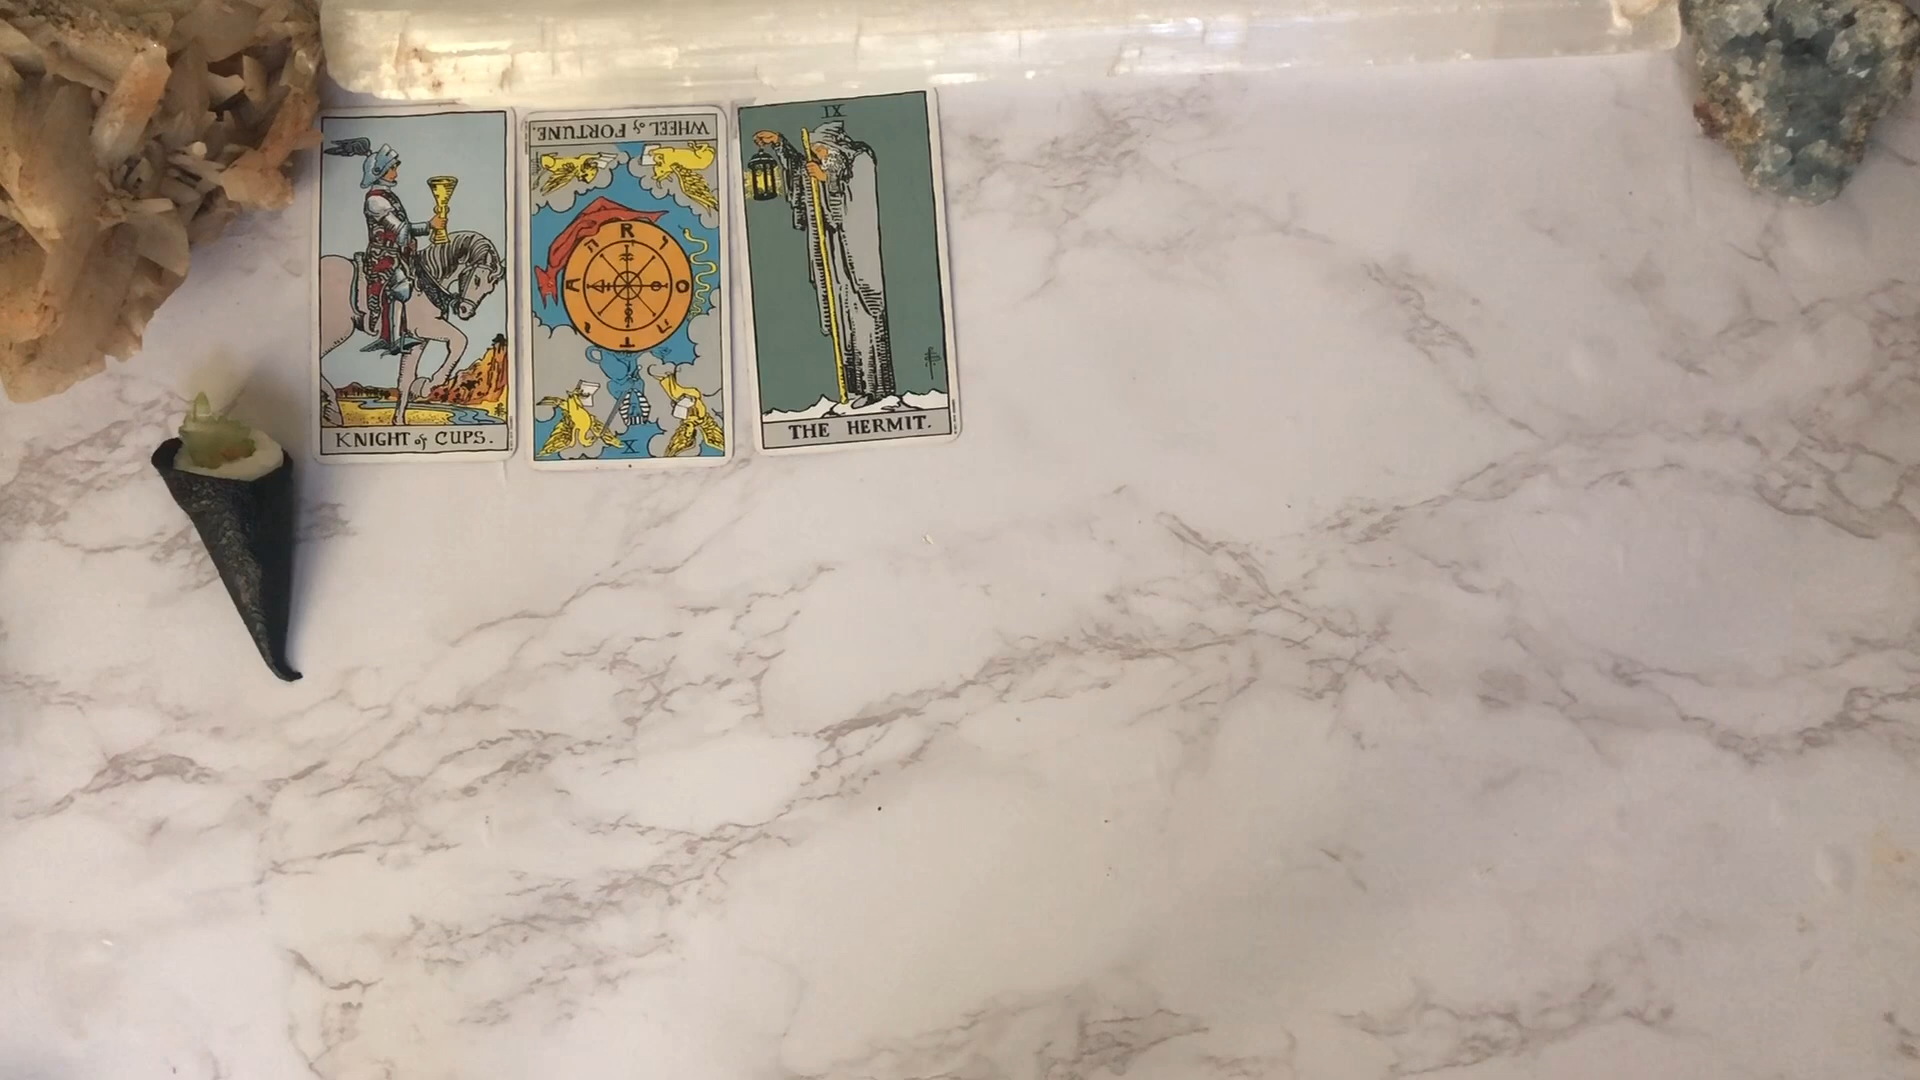 KNIGHT of CUPS.
WHEEL of FORTUNE.
X
IX
THE HERMIT.